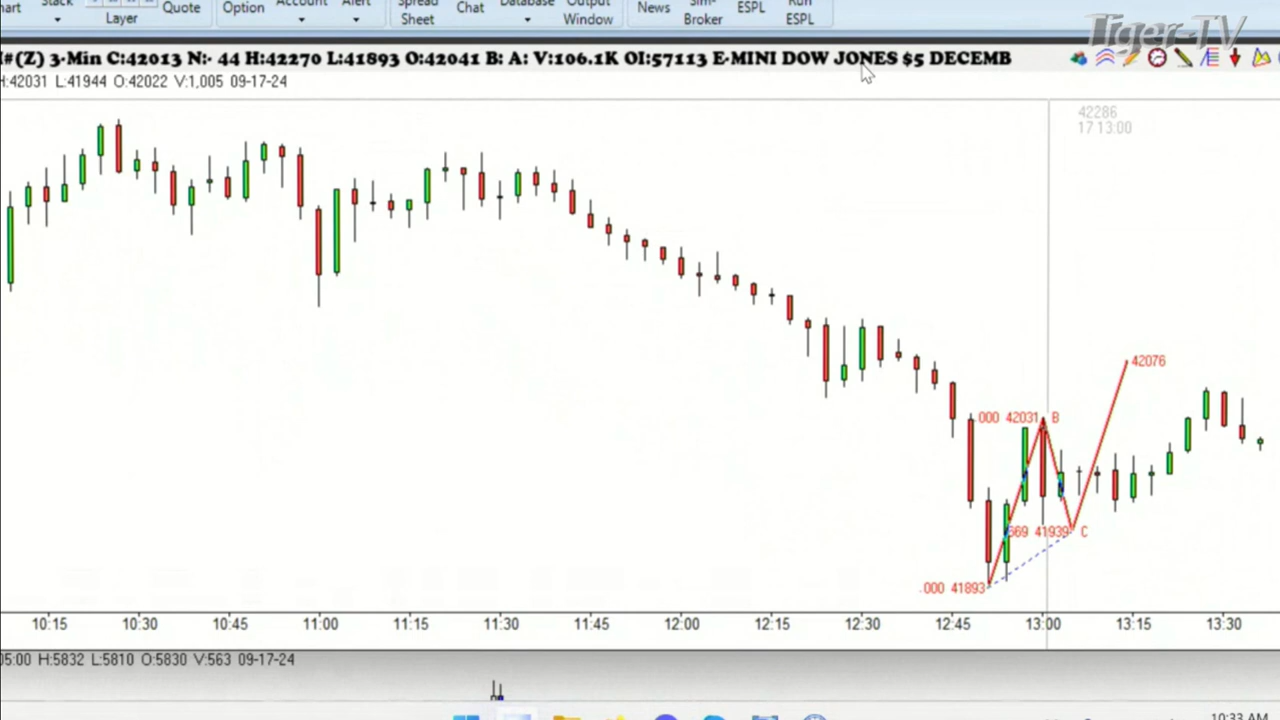 Stack Quote
Layer
Option
Account
Alert
Spread
Sheet
Chat
Database
Output
Window
News
Sim-
Broker
ESPL
Run
ESPL
Tiger-TV
#(Z) 3-Min C:42013 N:- 44 H:42270 L:41893 O:42041 B: A: V:106.1K OI:57113 E-MINI DOW JONES $5 DECEMB
H:42031 L:41944 O:42022 V:1,005 09-17-24
42286
17 13:00
42076
.000 42031 B
569 41939 C
.000 41893
10:15 10:30 10:45 11:00 11:15 11:30 11:45 12:00 12:15 12:30 12:45 13:00 13:15 13:30
05:00 H:5832 L:5810 O:5830 V:563 09-17-24
10:33 AM